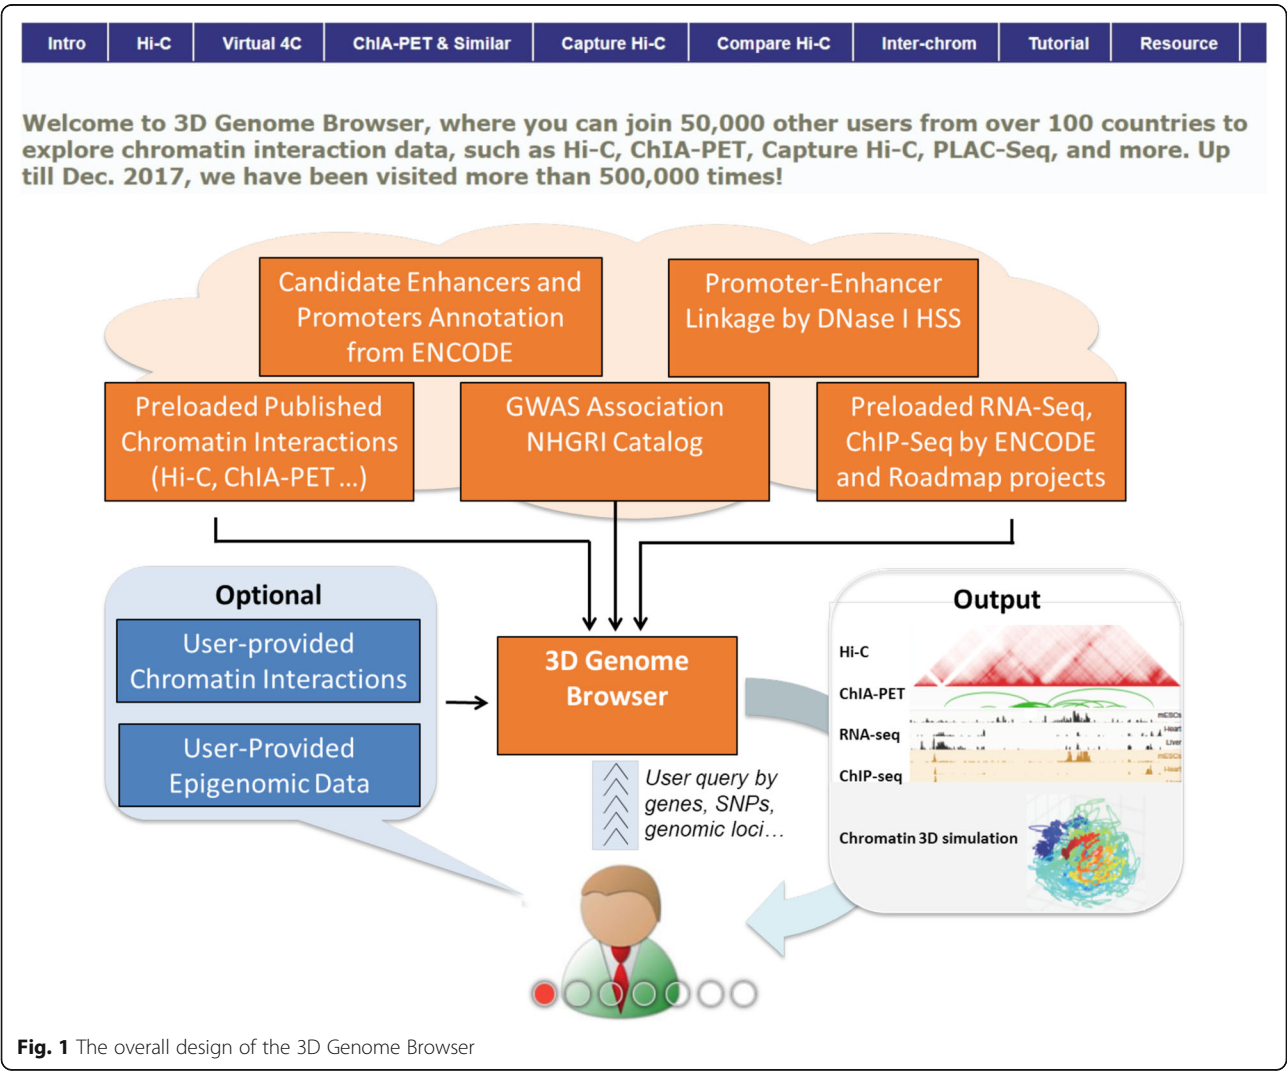 Intro Hi-C Virtual 4C ChIA-PET & Similar Capture Hi-C Compare Hi-C Inter-chrom Tutorial Resource
Welcome to 3D Genome Browser, where you can join 50,000 other users from over 100 countries to
explore chromatin interaction data, such as Hi-C, ChIA-PET, Capture Hi-C, PLAC-Seq, and more. Up
till Dec. 2017, we have been visited more than 500,000 times!
Candidate Enhancers and
Promoters Annotation
from ENCODE
Promoter-Enhancer
Linkage by DNase I HSS
Preloaded Published
Chromatin Interactions
(Hi-C, ChIA-PET ...)
GWAS Association
NHGRI Catalog
Preloaded RNA-Seq,
ChIP-Seq by ENCODE
and Roadmap projects
Optional
User-provided
Chromatin Interactions
User-Provided
Epigenomic Data
3D Genome
Browser
User query by
genes, SNPs,
genomic loci...
Output
Hi-C
ChIA-PET
mESCs
RNA-seq
Heart
Liver
mESCs
ChIP-seq
Heart
Chromatin 3D simulation
Fig. 1 The overall design of the 3D Genome Browser